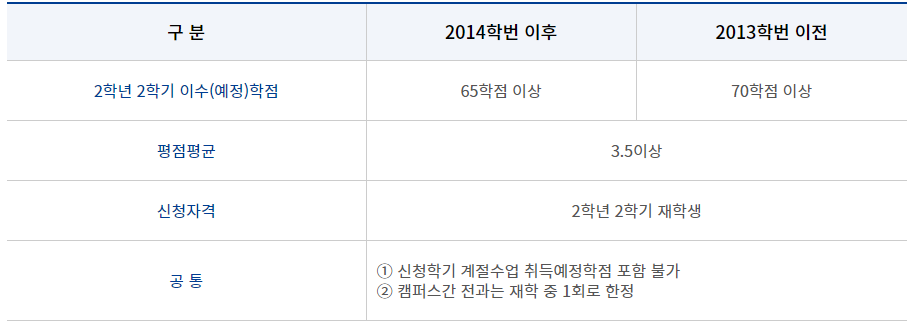 구 분 2014학번 이후 2013학번 이전
2학년 2학기 이수(예정)학점 65학점 이상 70학점 이상
평점평균 3.5이상
신청자격 2학년 2학기 재학생
공 통
① 신청학기 계절수업 취득예정학점 포함 불가
② 캠퍼스간 전과는 재학 중 1회로 한정